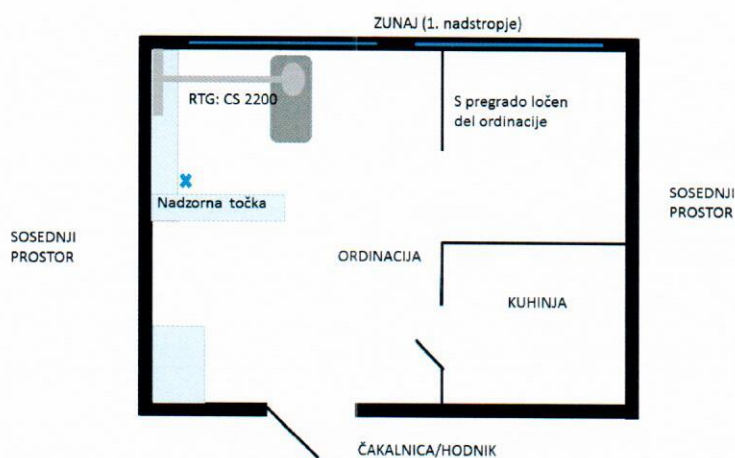 ZUNAJ (1. nadstropje)
RTG: CS 2200
S pregrado ločen
del ordinacije
Nadzorna točka
SOSEDNJI
PROSTOR
SOSEDNJI
PROSTOR
ORDINACIJA
KUHINJA
ČAKALNICA/HODNIK